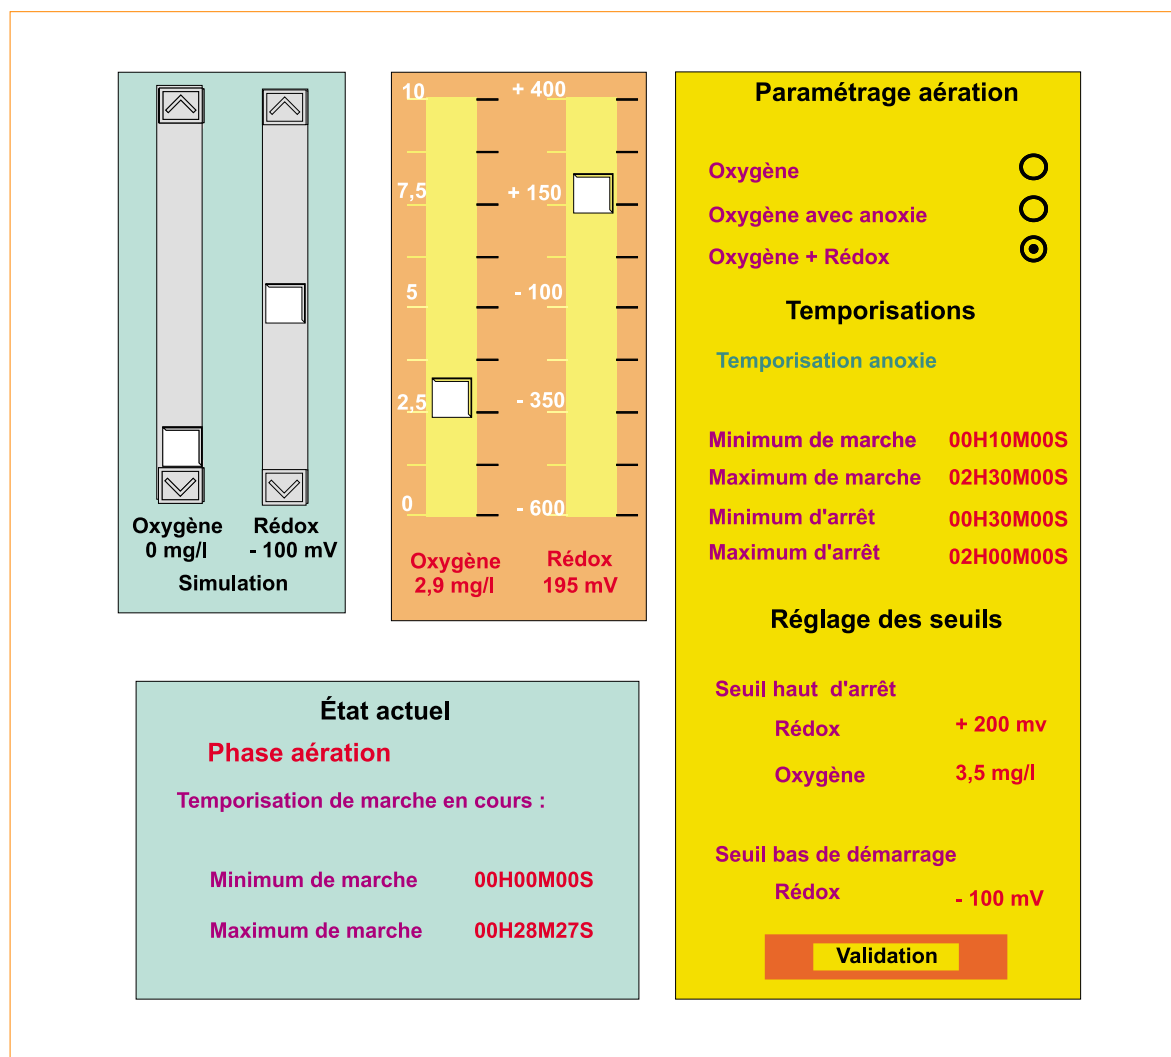 Oxygène
0 mg/l
Rédox
- 100 mV
Simulation
10
7,5
5
2,5
0
+ 400
+ 150
- 100
- 350
- 600
Oxygène
2,9 mg/l
Rédox
195 mV
Paramétrage aération
Oxygène
Oxygène avec anoxie
Oxygène + Rédox
Temporisations
Temporisation anoxie
Minimum de marche 00H10M00S
Maximum de marche 02H30M00S
Minimum d'arrêt 00H30M00S
Maximum d'arrêt 02H00M00S
Réglage des seuils
Seuil haut d'arrêt
Rédox + 200 mv
Oxygène 3,5 mg/l
Seuil bas de démarrage
Rédox - 100 mV
Validation
État actuel
Phase aération
Temporisation de marche en cours :
Minimum de marche 00H00M00S
Maximum de marche 00H28M27S